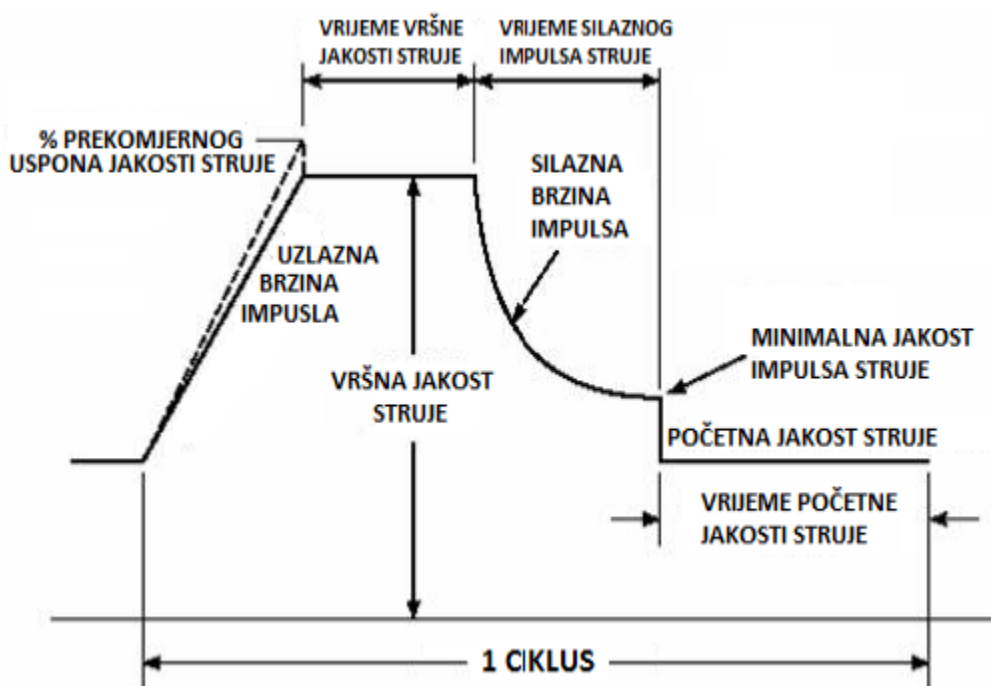 VRIJEME VRŠNE
JAKOSTI STRUJE
VRIJEME SILAZNOG
IMPULSA STRUJE
% PREKOMJERNOG
USPONA JAKOSTI STRUJE
SILAZNA
BRZINA
IMPULSA
UZLAZNA
BRZINA
IMPUSLA
MINIMALNA JAKOST
IMPULSA STRUJE
VRŠNA JAKOST
STRUJE
POČETNA JAKOST STRUJE
VRIJEME POČETNE
JAKOSTI STRUJE
1 CIKLUS